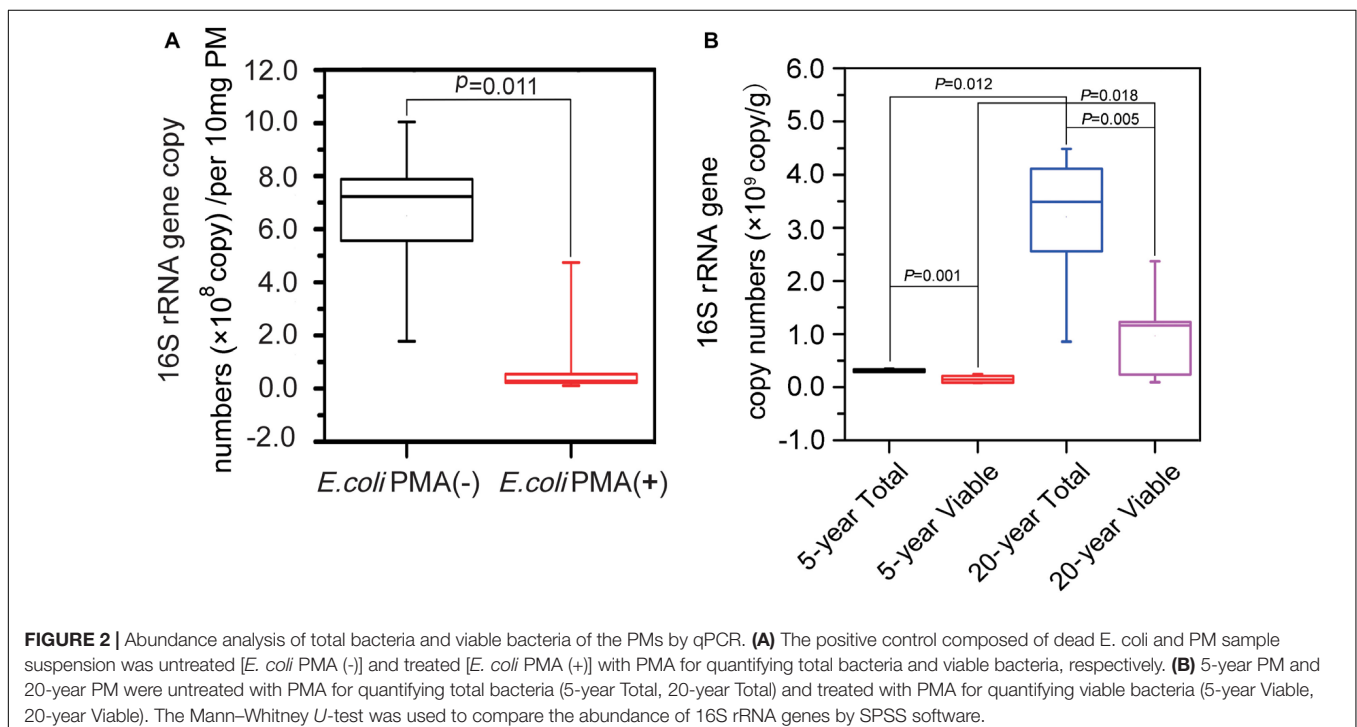 A
16S rRNA gene copy
numbers (×10⁸ copy) /per 10mg PM
12.0
10.0
8.0
6.0
4.0
2.0
0.0
-2.0
p=0.011
E.coli PMA(-) E.coli PMA(+)
B
16S rRNA gene
copy numbers (×10⁹ copy/g)
6.0
5.0
4.0
3.0
2.0
1.0
0.0
-1.0
P=0.012
P=0.018
P=0.005
P=0.001
5-year Total
5-year Viable
20-year Total
20-year Viable
FIGURE 2 | Abundance analysis of total bacteria and viable bacteria of the PMs by qPCR. (A) The positive control composed of dead E. coli and PM sample
suspension was untreated [E. coli PMA (-)] and treated [E. coli PMA (+)] with PMA for quantifying total bacteria and viable bacteria, respectively. (B) 5-year PM and
20-year PM were untreated with PMA for quantifying total bacteria (5-year Total, 20-year Total) and treated with PMA for quantifying viable bacteria (5-year Viable,
20-year Viable). The Mann–Whitney U-test was used to compare the abundance of 16S rRNA genes by SPSS software.